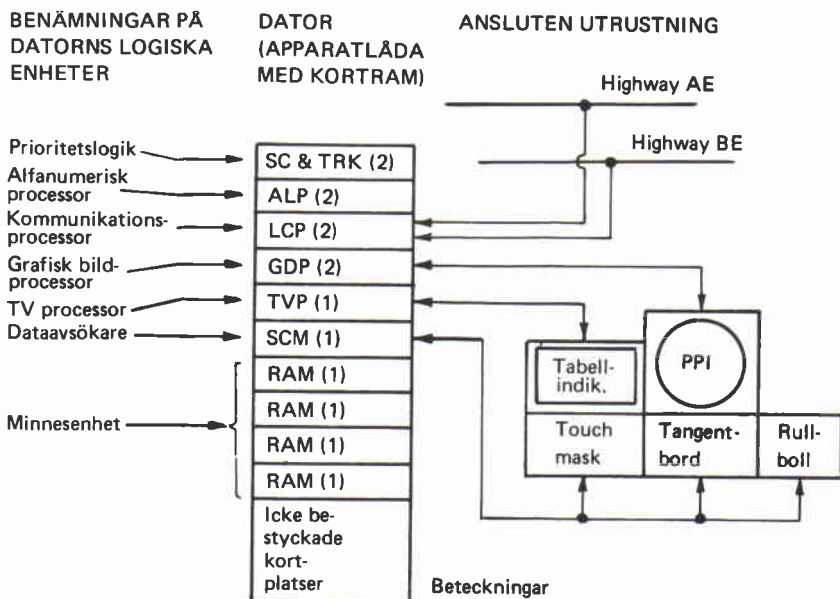 BENÄMNINGAR PÅ
DATORNS LOGISKA
ENHETER
DATOR
(APPARATLÅDA
MED KORTRAM)
ANSLUTEN UTRUSTNING
Highway AE
Highway BE
Prioritetslogik
Alfanumerisk
processor
Kommunikations-
processor
Grafisk bild-
processor
TV processor
Dataavsökare
Minnesenhet
SC & TRK (2)
ALP (2)
LCP (2)
GDP (2)
TVP (1)
SCM (1)
RAM (1)
RAM (1)
RAM (1)
RAM (1)
Icke be-
styckade
kort-
platser
Tabell-
indik.
PPI
Touch
mask
Tangent-
bord
Rull-
boll
Beteckningar